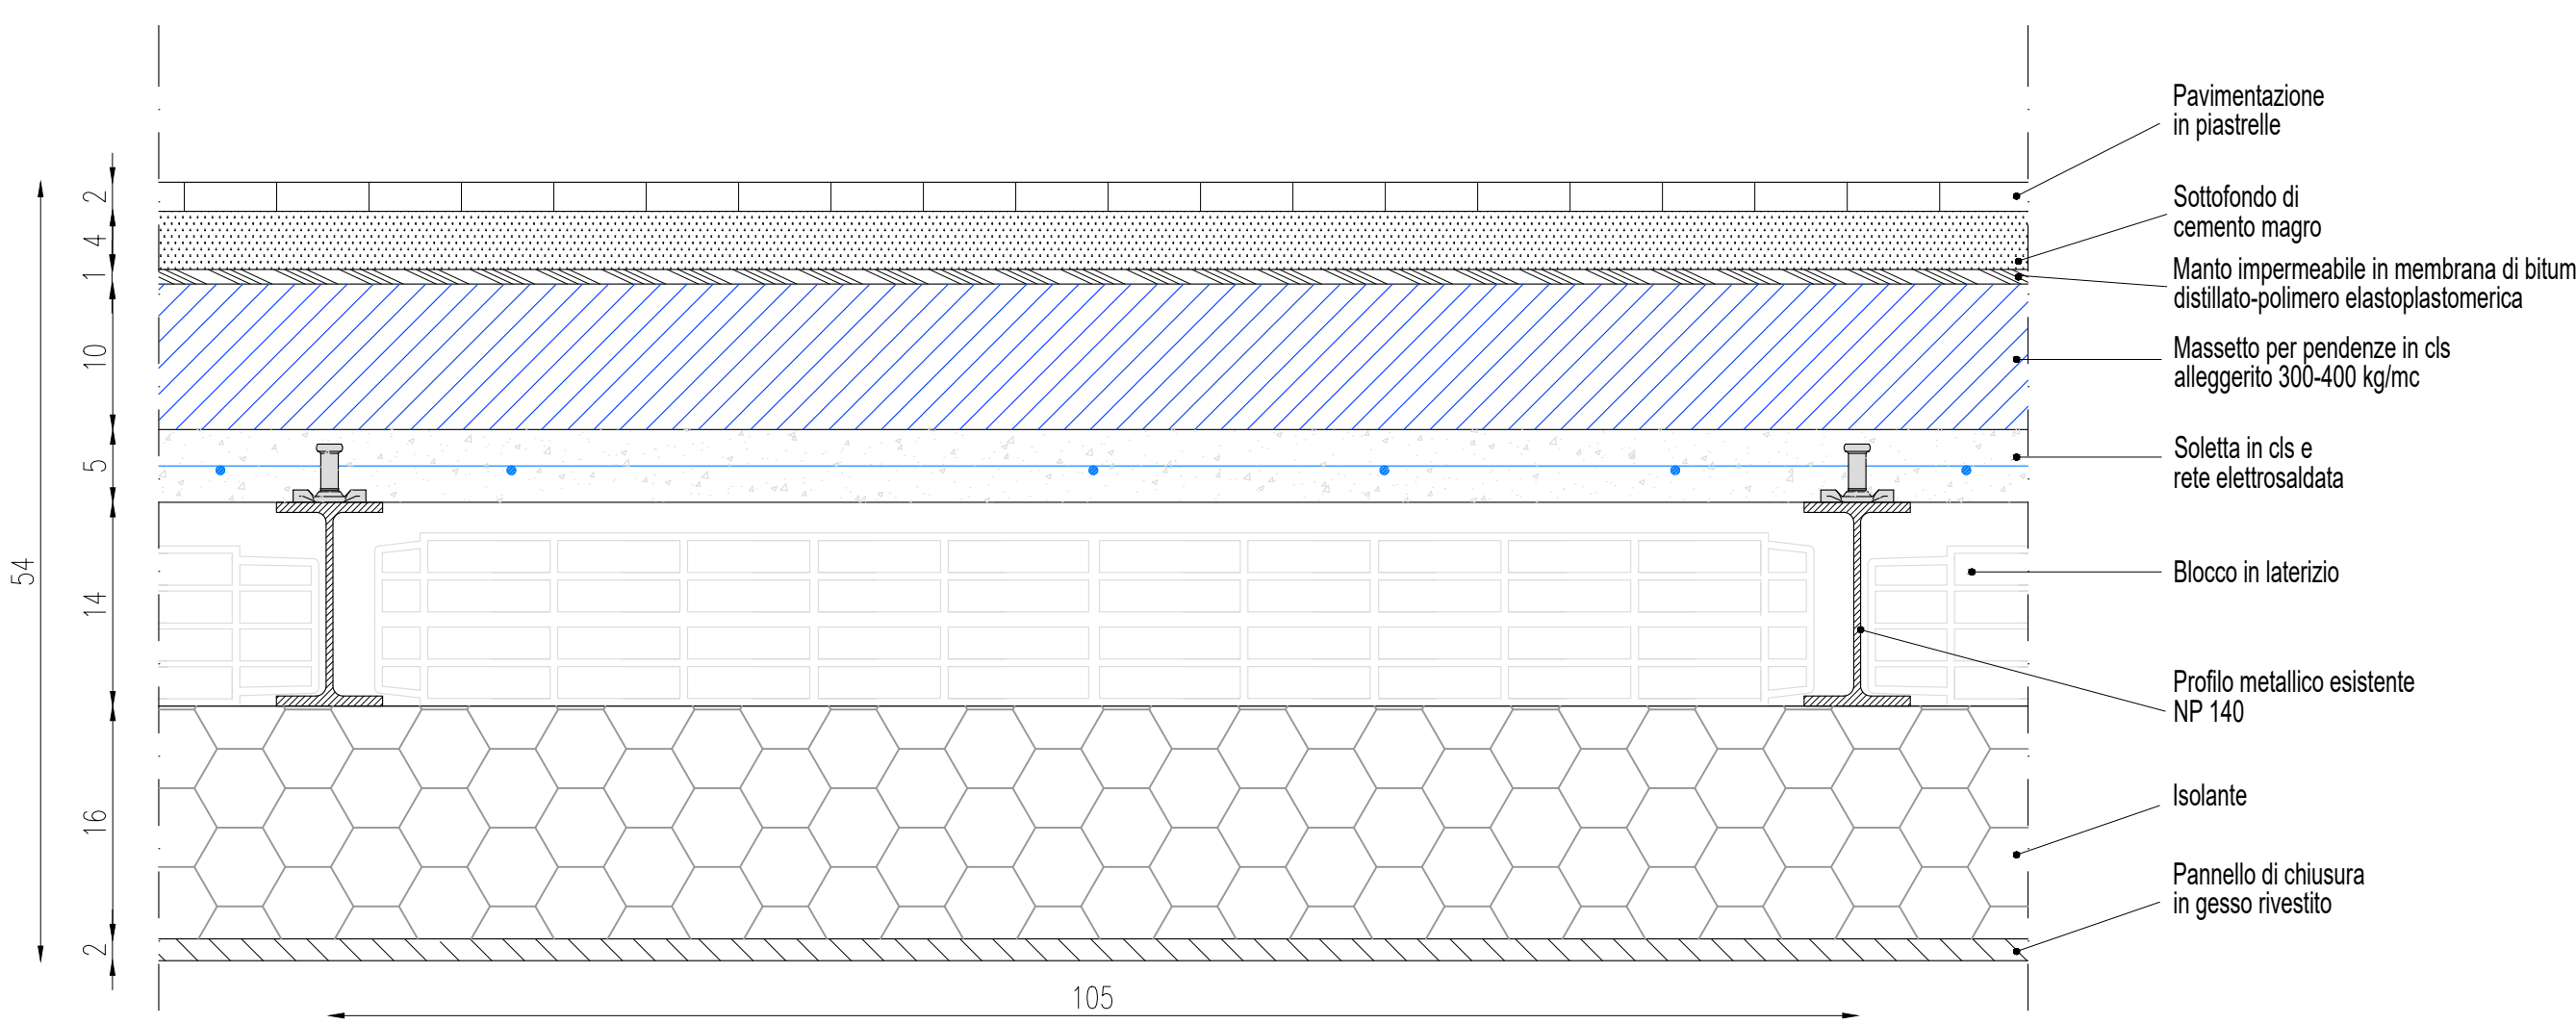 Pavimentazione
in piastrelle
Sottofondo di
cemento magro
Manto impermeabile in membrana di bitum
distillato-polimero elastoplastomerica
Massetto per pendenze in cls
alleggerito 300-400 kg/mc
Soletta in cls e
rete elettrosaldata
Blocco in laterizio
Profilo metallico esistente
NP 140
Isolante
Pannello di chiusura
in gesso rivestito
2
4
1
10
5
14
16
2
54
105